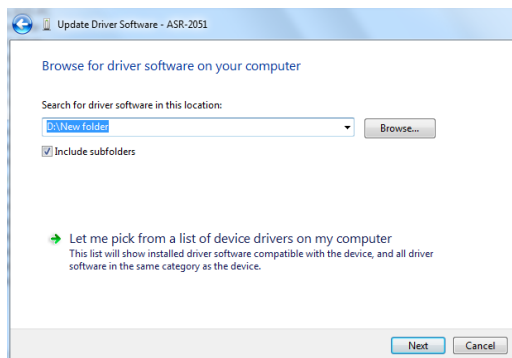 Update Driver Software - ASR-2051
Browse for driver software on your computer
Search for driver software in this location:
D:\New folder
Browse...
Include subfolders
Let me pick from a list of device drivers on my computer
This list will show installed driver software compatible with the device, and all driver
software in the same category as the device.
Next Cancel